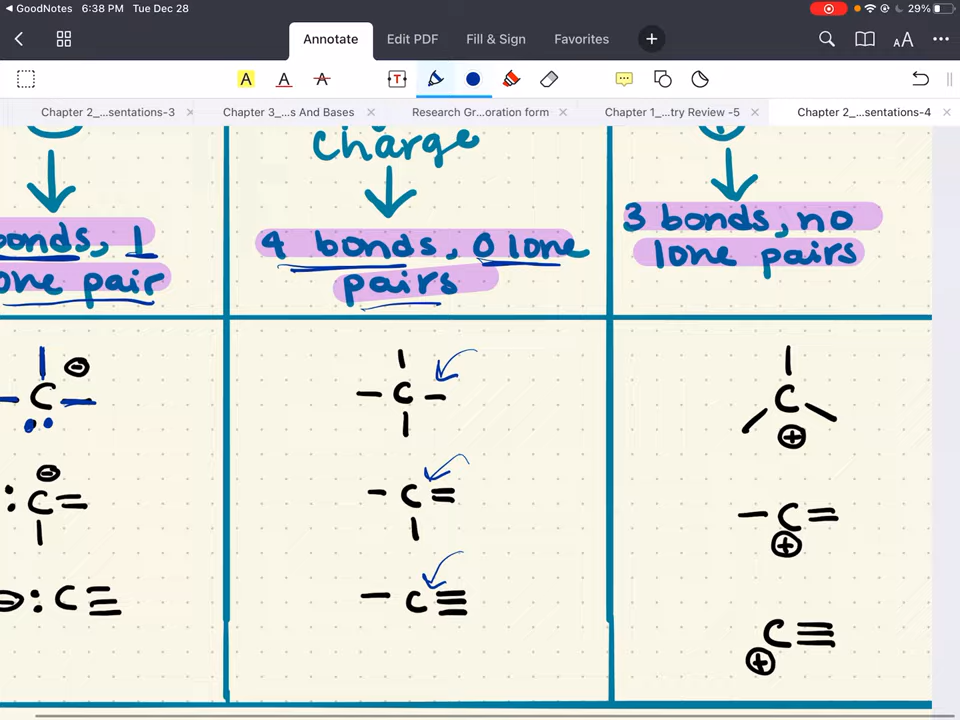 GoodNotes 6:38 PM Tue Dec 28 29%
Annotate Edit PDF Fill & Sign Favorites
Chapter 2_...sentations-3 Chapter 3_...s And Bases Research Gr...oration form Chapter 1_...try Review -5 Chapter 2_...sentations-4
charge
onds, 1
one pair
4 bonds, 0 lone
pairs
3 bonds, no
lone pairs
C
C
C
C
C
C
C
C
C